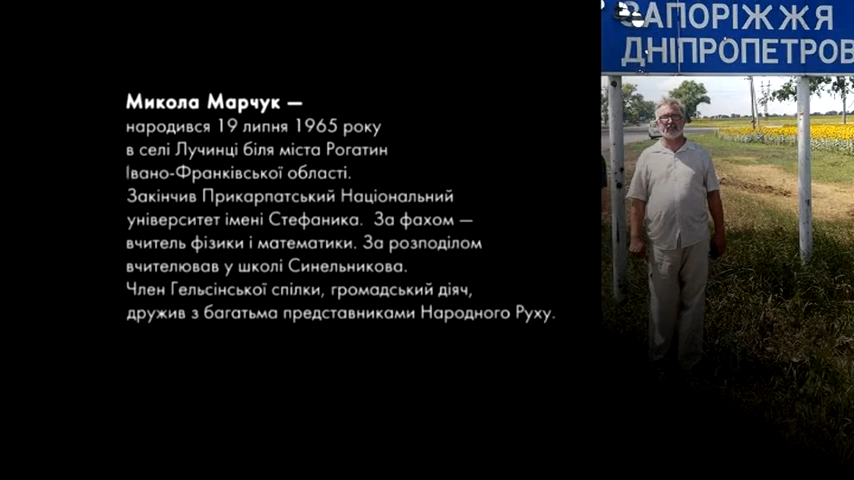 Микола Марчук —
народився 19 липня 1965 року
в селі Лучинці біля міста Рогатин
Івано-Франківської області.
Закінчив Прикарпатський Національний
університет імені Стефаника. За фахом —
вчитель фізики і математики. За розподілом
вчителював у школі Синельникова.
Член Гельсінської спілки, громадський діяч,
дружив з багатьма представниками Народного Руху.
ЗАПОРІЖЖЯ
ДНІПРОПЕТРОВ